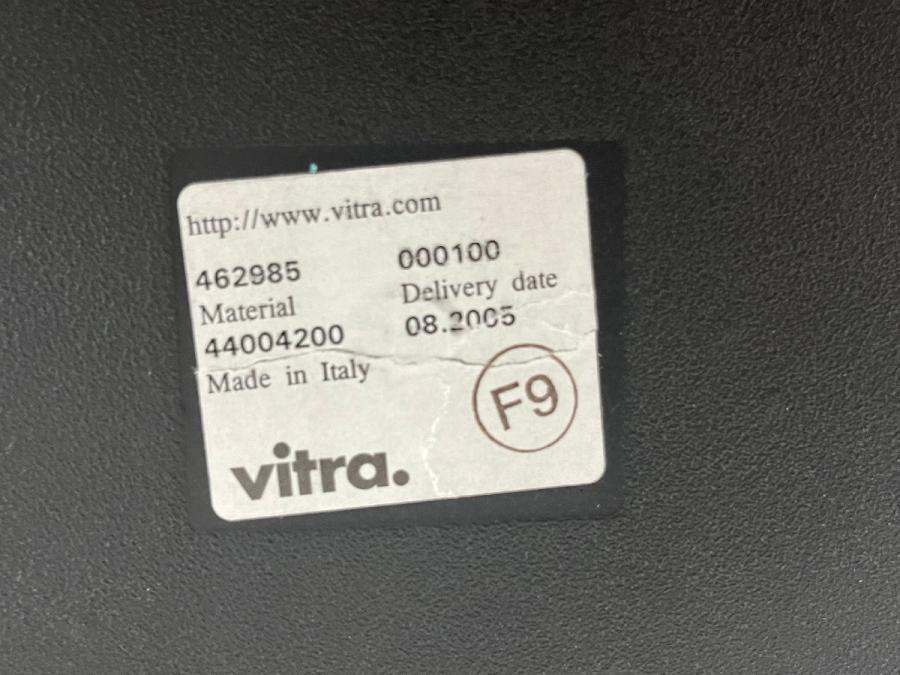 http://www.vitra.com
462985 000100
Material Delivery date
44004200 08.2005
Made in Italy
F9
vitra.